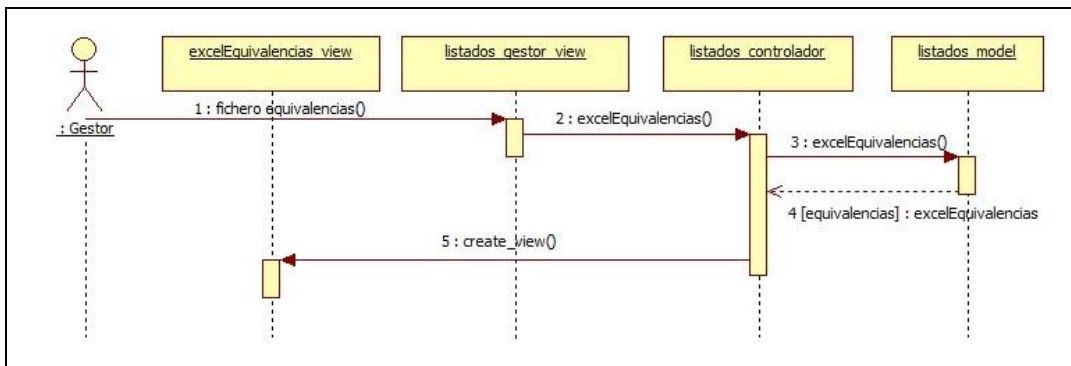 excelEquivalencias_view
listados_gestor_view
listados_controlador
listados_model
: Gestor
1 : fichero equivalencias()
2 : excelEquivalencias()
3 : excelEquivalencias()
4 [equivalencias] : excelEquivalencias
5 : create_view()